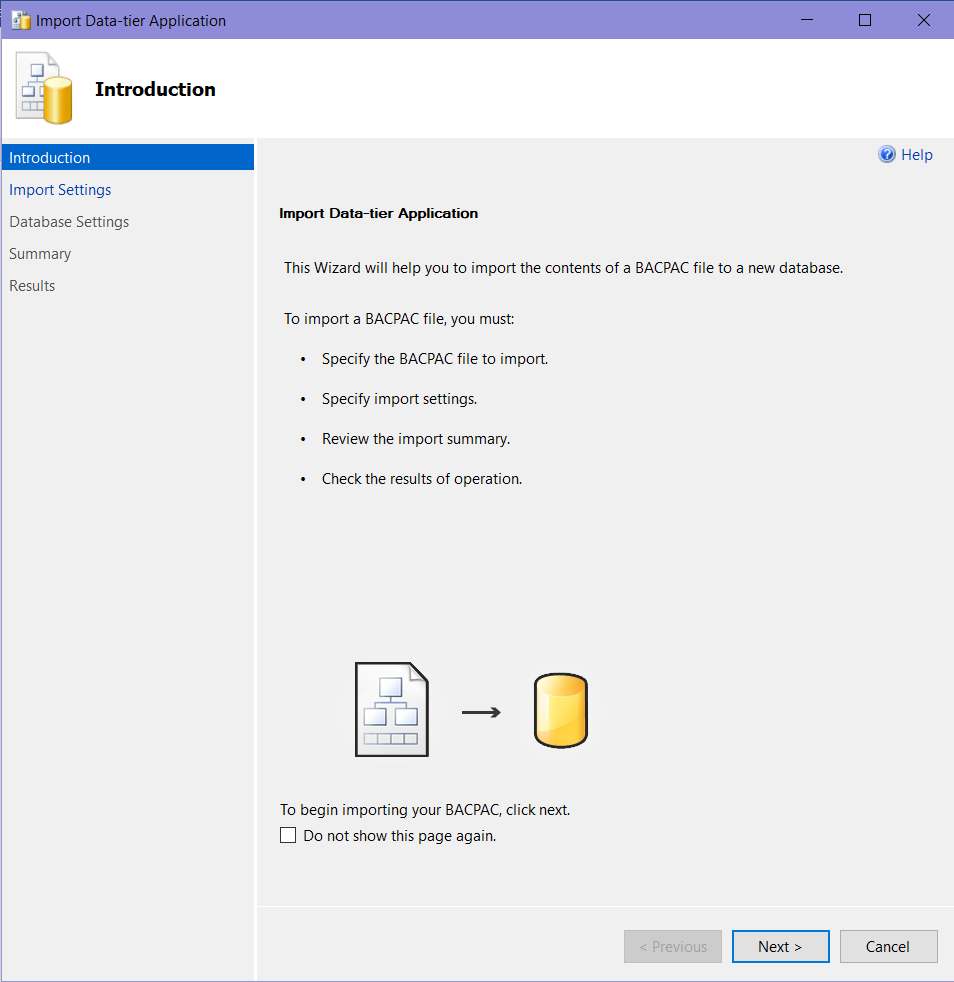 Import Data-tier Application
Introduction
Introduction
Import Settings
Database Settings
Summary
Results
Help
Import Data-tier Application
This Wizard will help you to import the contents of a BACPAC file to a new database.
To import a BACPAC file, you must:
• Specify the BACPAC file to import.
• Specify import settings.
• Review the import summary.
• Check the results of operation.
To begin importing your BACPAC, click next.
Do not show this page again.
< Previous
Next >
Cancel